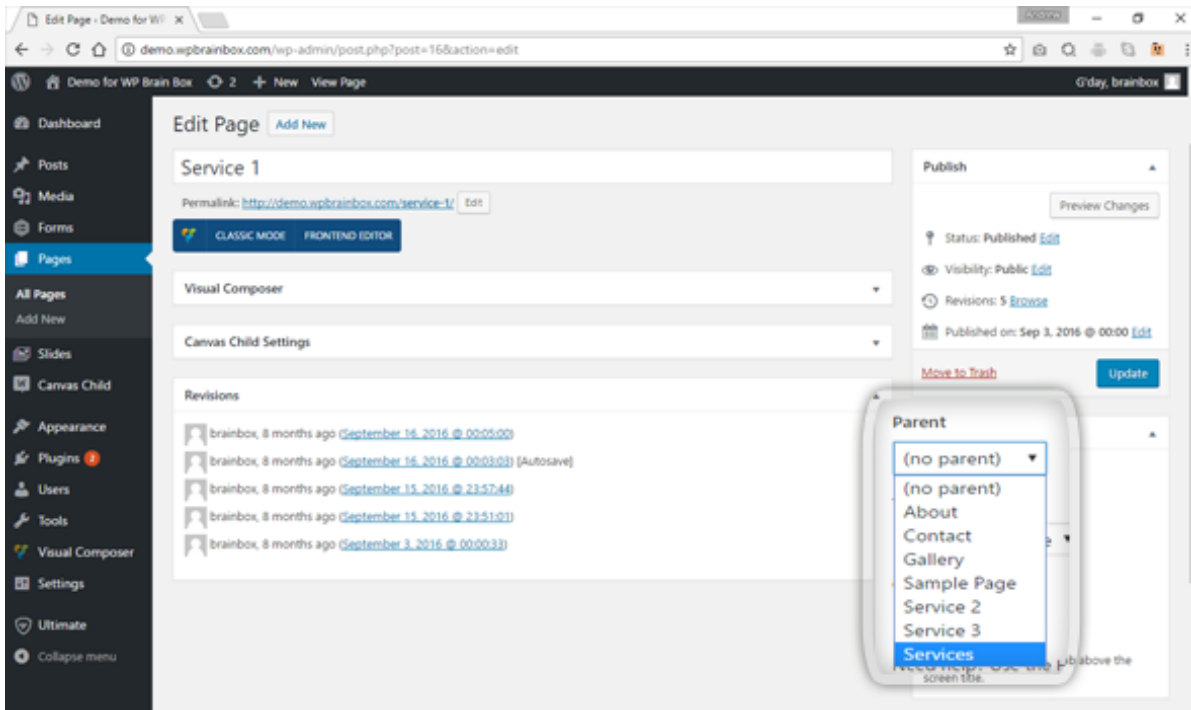 Edit Page ‹ Demo for WP
Andrew
demo.wpbrainbox.com/wp-admin/post.php?post=16&action=edit
Demo for WP Brain Box 2 + New View Page
G'day, brainbox
Dashboard
Posts
Media
Forms
Pages
All Pages
Add New
Slides
Canvas Child
Appearance
Plugins 2
Users
Tools
Visual Composer
Settings
Ultimate
Collapse menu
Edit Page Add New
Service 1
Permalink: http://demo.wpbrainbox.com/service-1/ Edit
CLASSIC MODE FRONTEND EDITOR
Visual Composer
Canvas Child Settings
Revisions
brainbox, 8 months ago (September 16, 2016 @ 00:05:00)
brainbox, 8 months ago (September 16, 2016 @ 00:03:03) [Autosave]
brainbox, 8 months ago (September 15, 2016 @ 23:57:44)
brainbox, 8 months ago (September 15, 2016 @ 23:51:01)
brainbox, 8 months ago (September 3, 2016 @ 00:00:33)
Publish
Preview Changes
Status: Published Edit
Visibility: Public Edit
Revisions: 5 Browse
Published on: Sep 3, 2016 @ 00:00 Edit
Move to Trash Update
Parent
(no parent)
(no parent)
About
Contact
Gallery
Sample Page
Service 2
Service 3
Services
Need help? Use the above the
screen title.